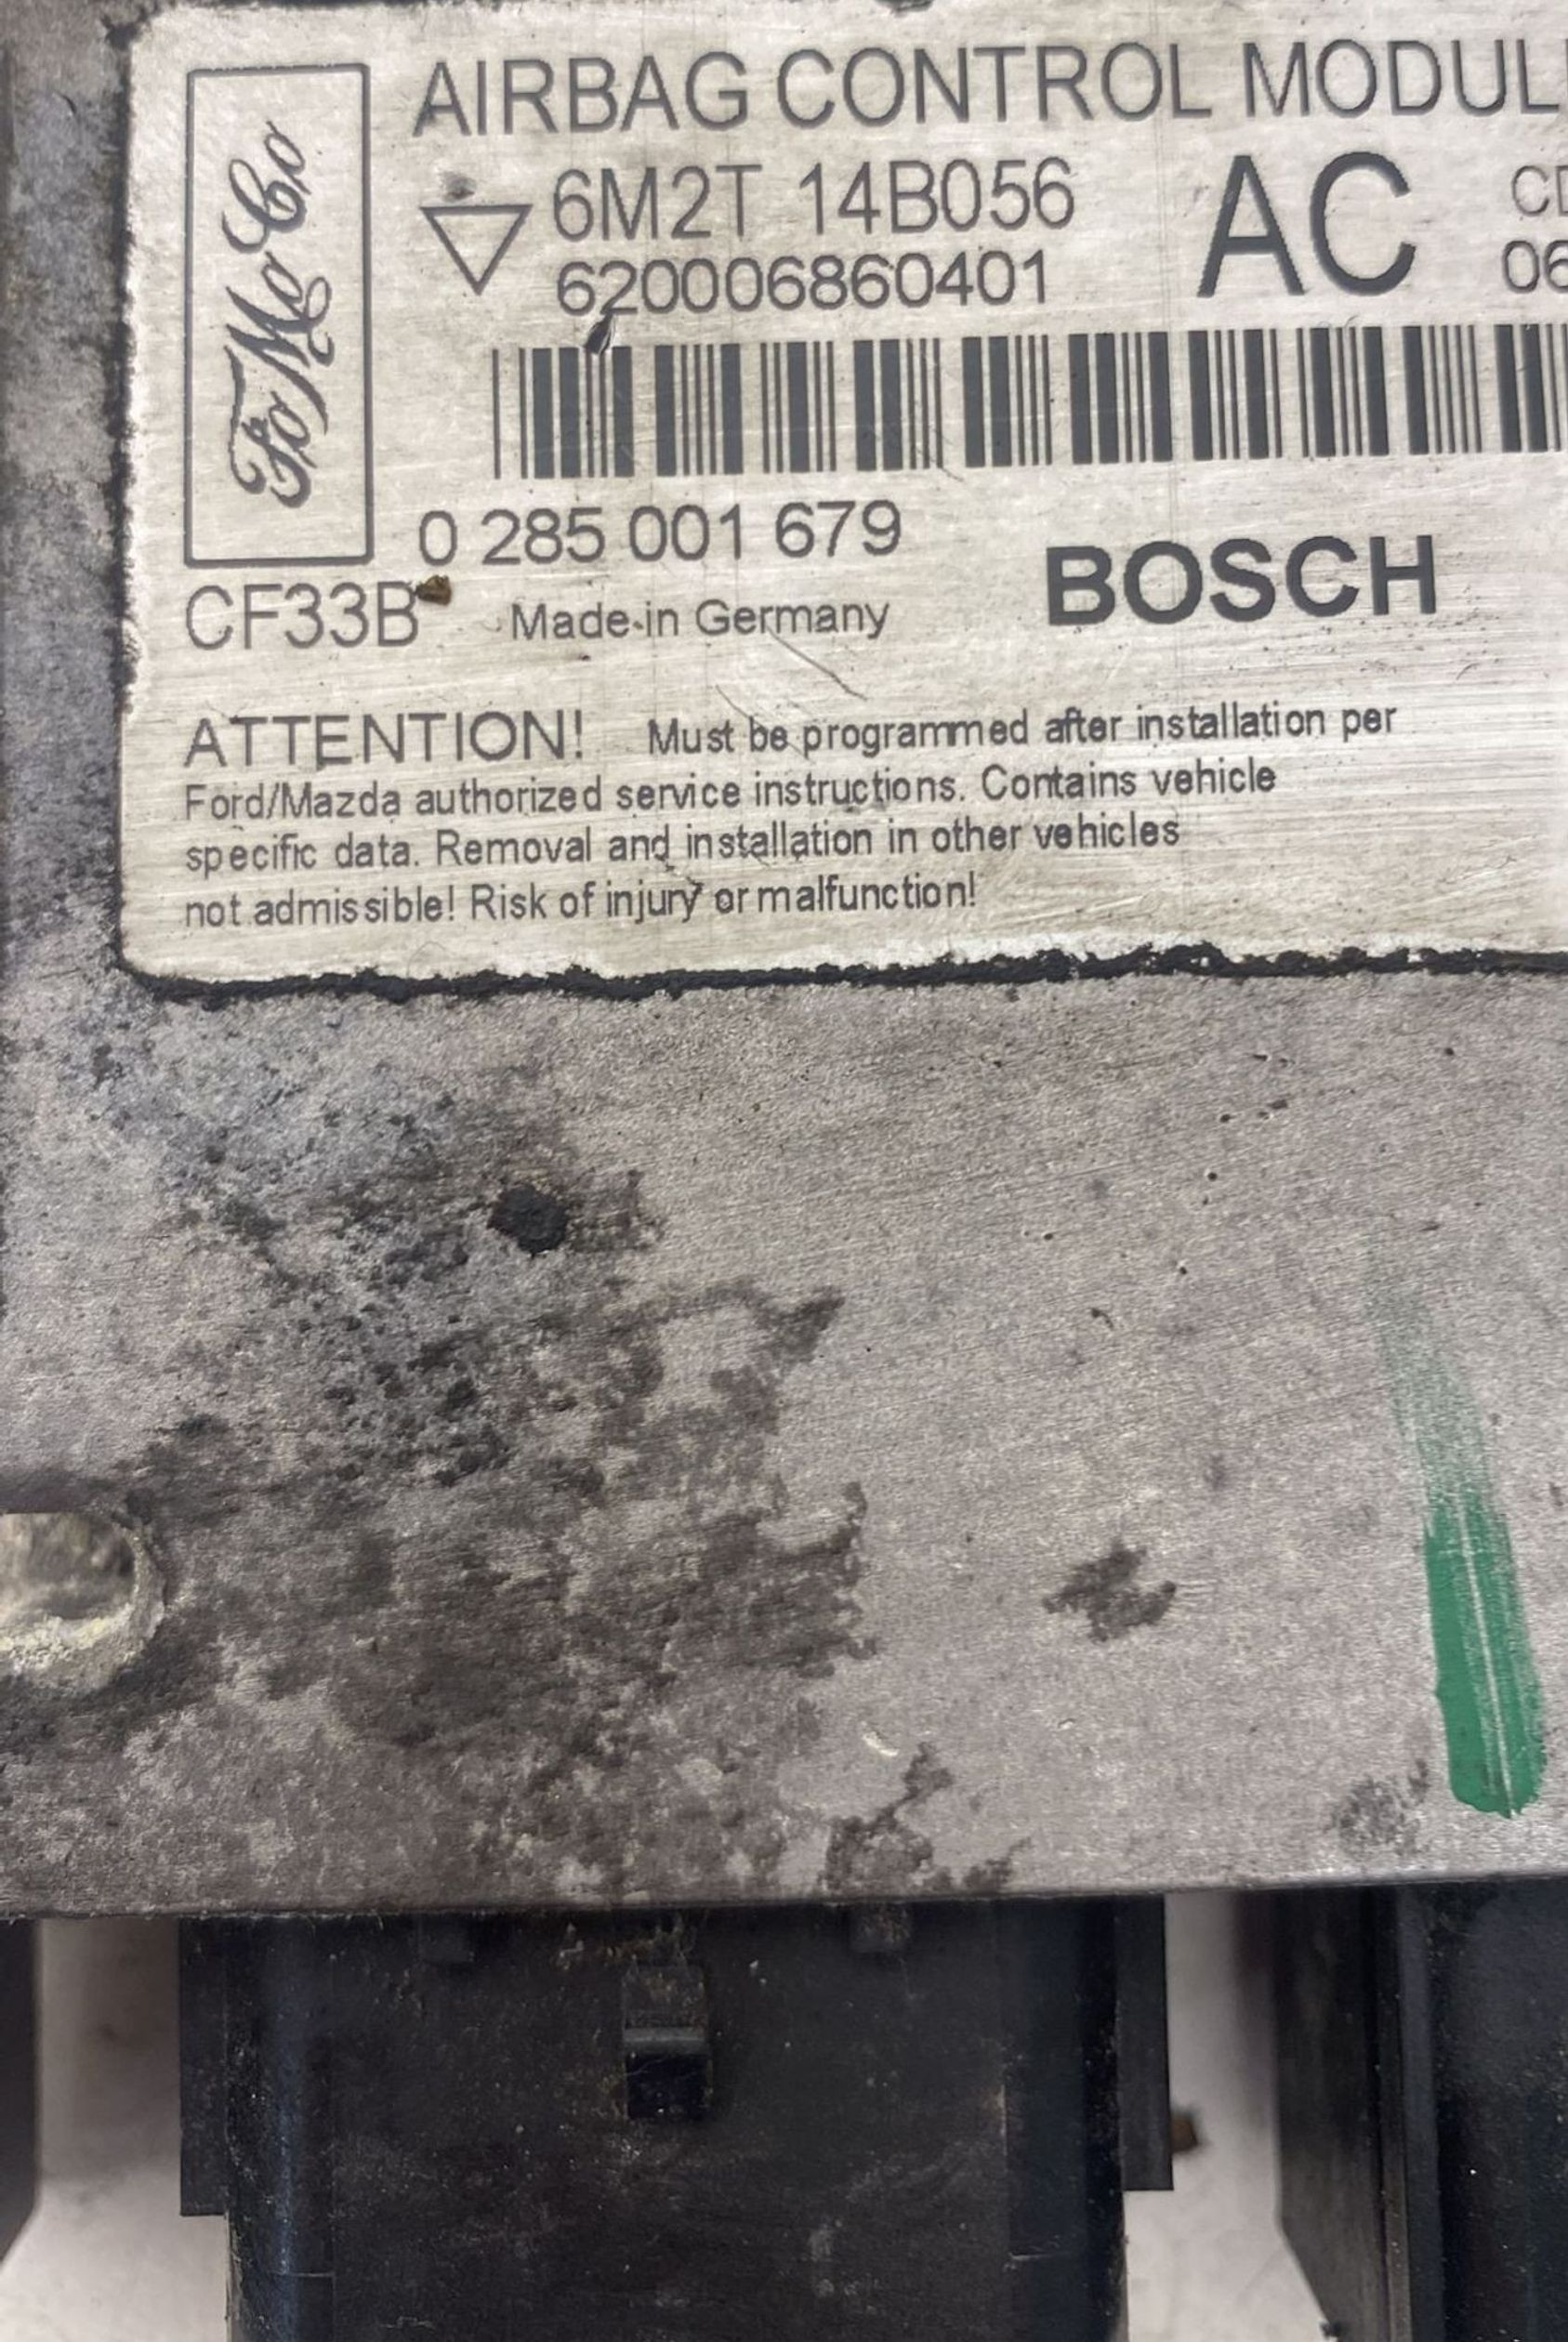 FoMoCo
AIRBAG CONTROL MODUL
6M2T 14B056 AC CD
620006860401 06
0 285 001 679
BOSCH
CF33B Made in Germany
ATTENTION! Must be programmed after installation per
Ford/Mazda authorized service instructions. Contains vehicle
specific data. Removal and installation in other vehicles
not admissible! Risk of injury or malfunction!